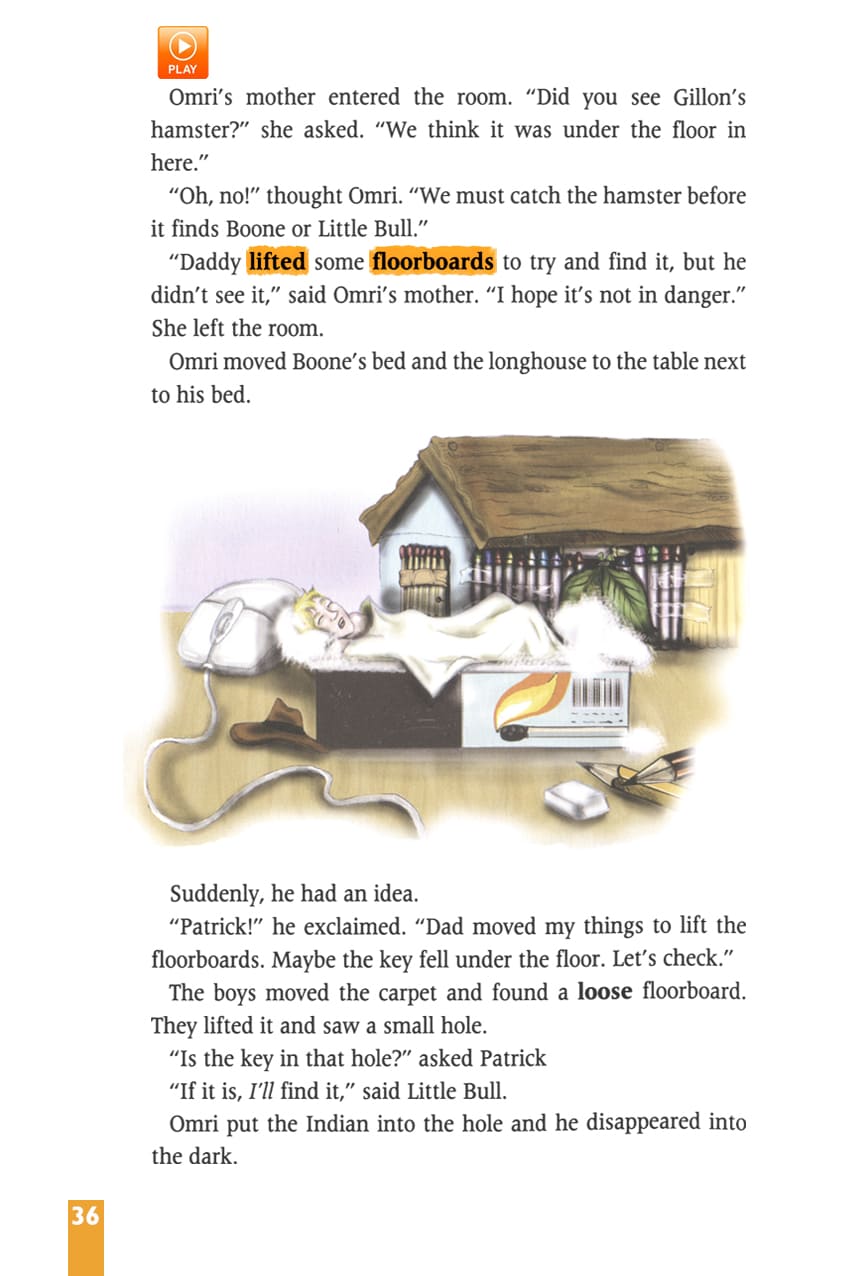 PLAY
Omri’s mother entered the room. “Did you see Gillon’s
hamster?” she asked. “We think it was under the floor in
here.”
“Oh, no!” thought Omri. “We must catch the hamster before
it finds Boone or Little Bull.”
“Daddy lifted some floorboards to try and find it, but he
didn’t see it,” said Omri’s mother. “I hope it’s not in danger.”
She left the room.
Omri moved Boone’s bed and the longhouse to the table next
to his bed.
Suddenly, he had an idea.
“Patrick!” he exclaimed. “Dad moved my things to lift the
floorboards. Maybe the key fell under the floor. Let’s check.”
The boys moved the carpet and found a loose floorboard.
They lifted it and saw a small hole.
“Is the key in that hole?” asked Patrick
“If it is, I’ll find it,” said Little Bull.
Omri put the Indian into the hole and he disappeared into
the dark.
36